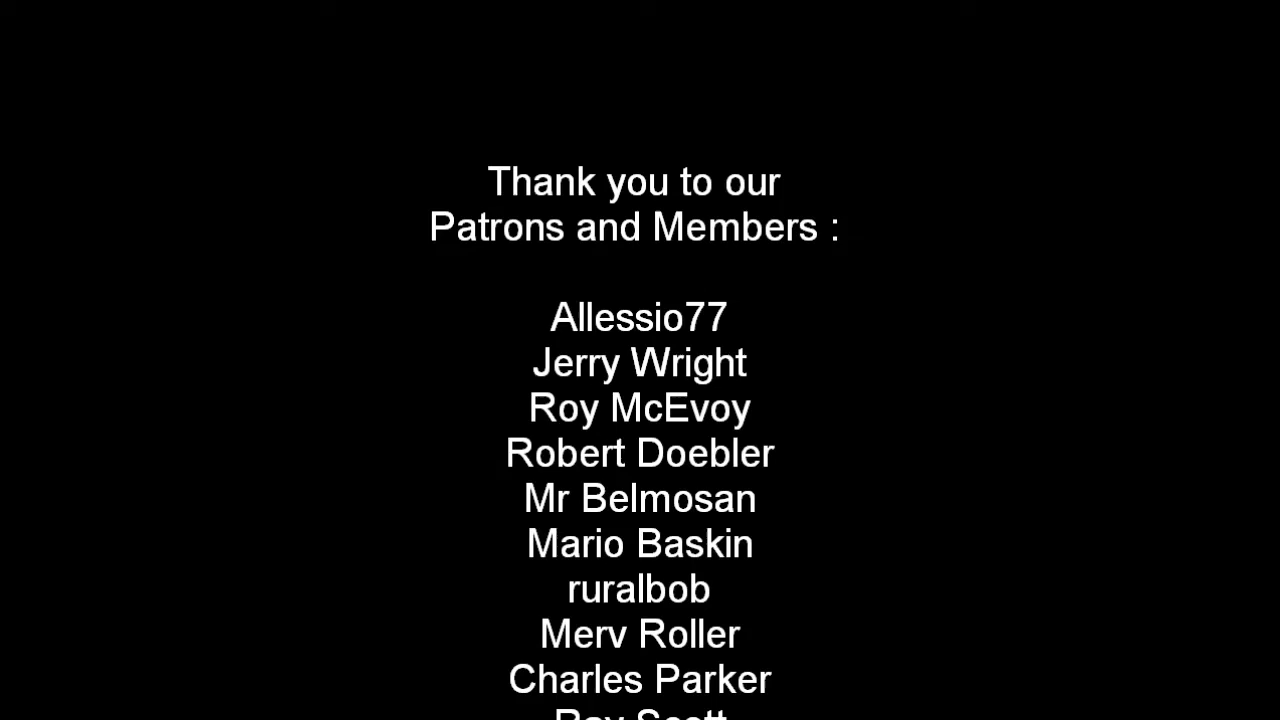 Thank you to our
Patrons and Members :
Allessio77
Jerry Wright
Roy McEvoy
Robert Doebler
Mr Belmosan
Mario Baskin
ruralbob
Merv Roller
Charles Parker